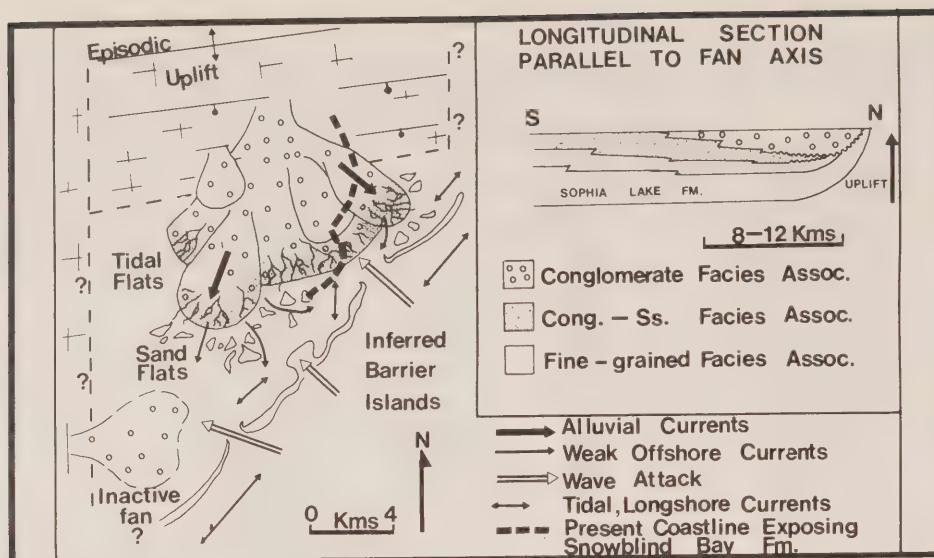 Episodic
Uplift
?
?
Tidal
Flats
?
Sand
Flats
?
Inferred
Barrier
Islands
Inactive
fan
?
N
0 Kms 4
LONGITUDINAL SECTION
PARALLEL TO FAN AXIS
S N
SOPHIA LAKE FM.
UPLIFT
8-12 Kms
Conglomerate Facies Assoc.
Cong. - Ss. Facies Assoc.
Fine-grained Facies Assoc.
Alluvial Currents
Weak Offshore Currents
Wave Attack
Tidal, Longshore Currents
Present Coastline Exposing
Snowblind Bay Fm.